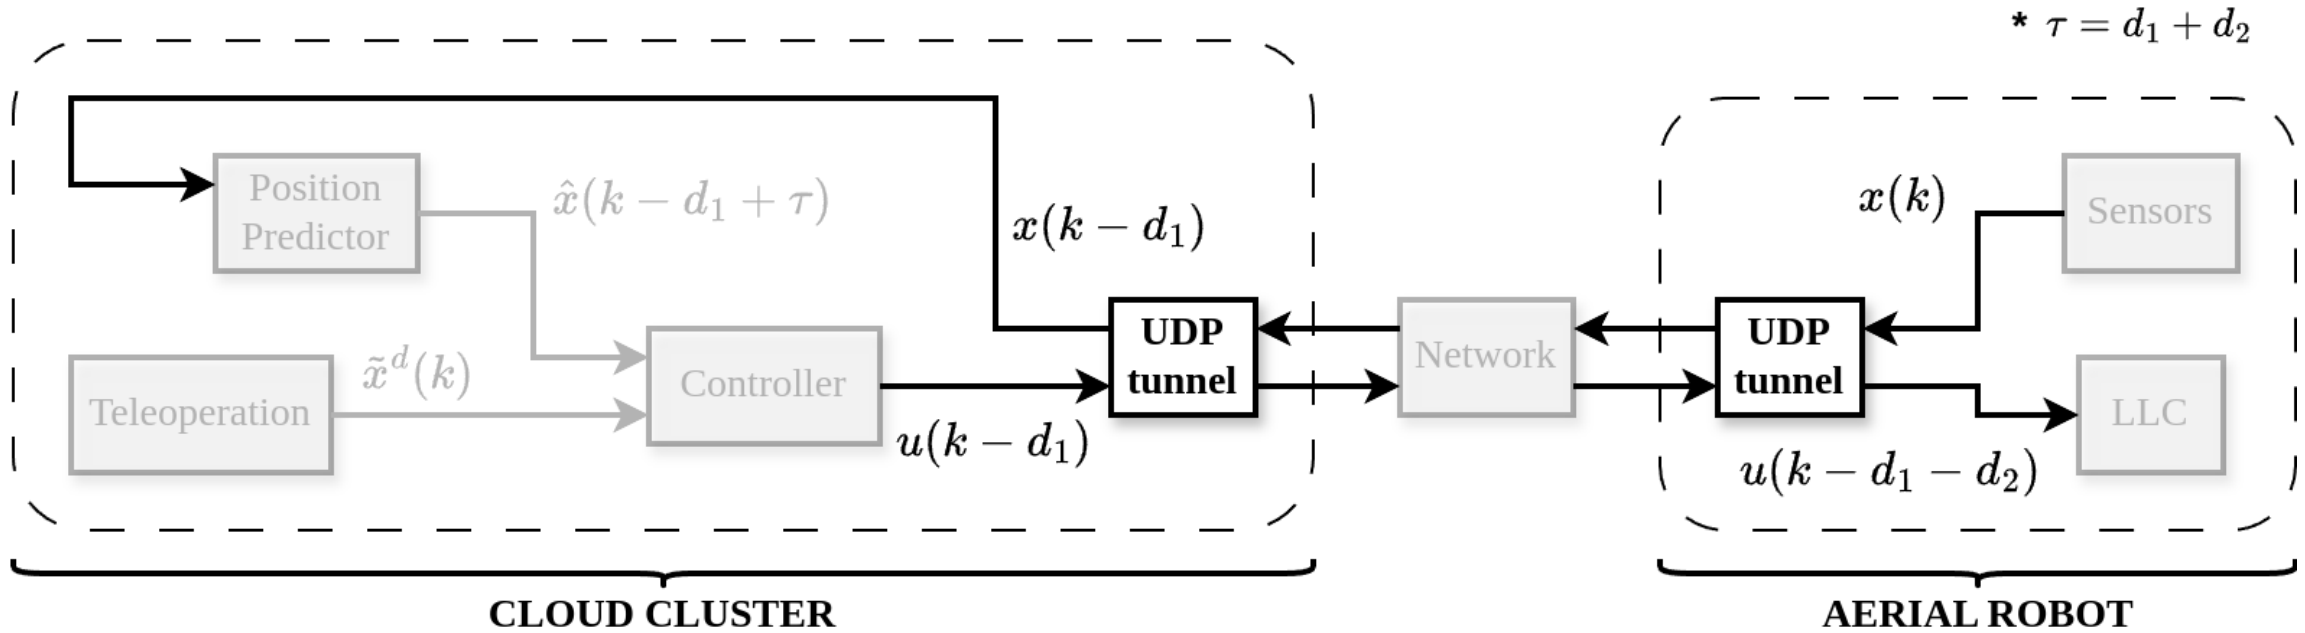 * τ = d₁ + d₂
Position
Predictor
x̂(k − d₁ + τ)
x(k − d₁)
x(k)
Sensors
UDP
tunnel
Network
UDP
tunnel
Teleoperation
x̃ᵈ(k)
Controller
u(k − d₁)
LLC
u(k − d₁ − d₂)
CLOUD CLUSTER
AERIAL ROBOT